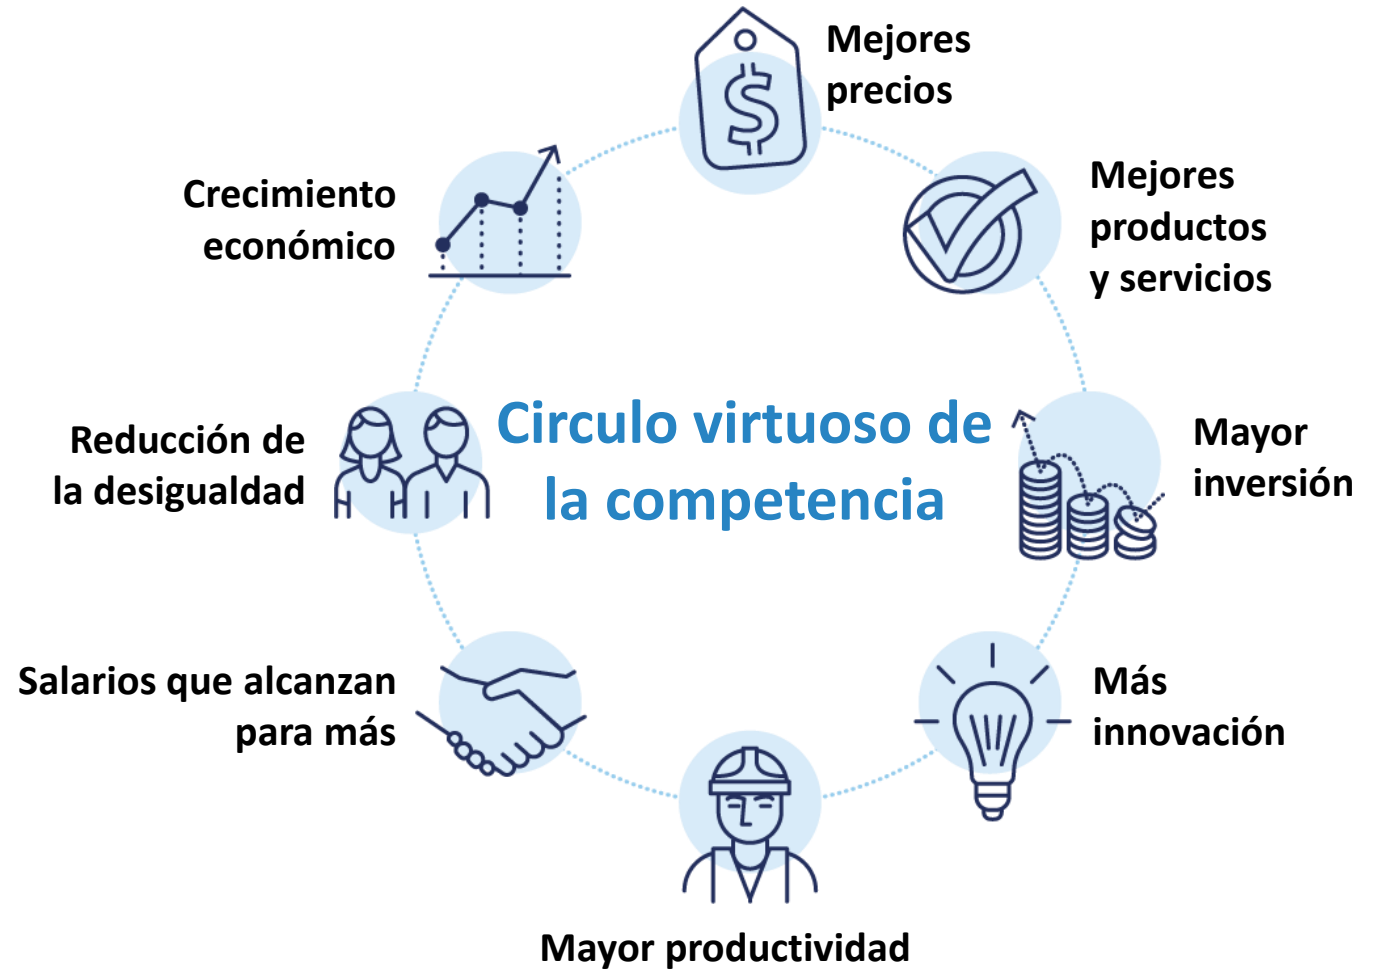 Mejores
precios
Mejores
productos
y servicios
Mayor
inversión
Más
innovación
Mayor productividad
Salarios que alcanzan
para más
Reducción de
la desigualdad
Crecimiento
económico
Circulo virtuoso de
la competencia